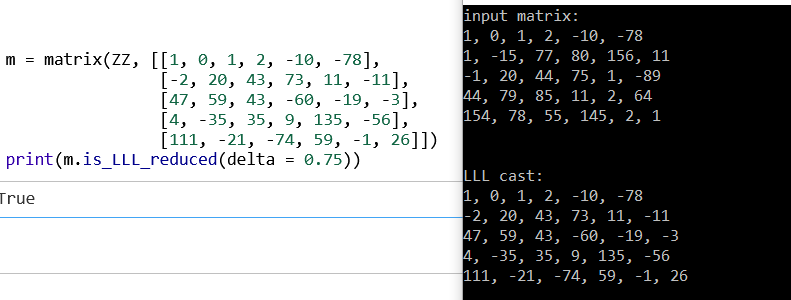 m = matrix(ZZ, [[1, 0, 1, 2, -10, -78],
[-2, 20, 43, 73, 11, -11],
[47, 59, 43, -60, -19, -3],
[4, -35, 35, 9, 135, -56],
[111, -21, -74, 59, -1, 26]])
print(m.is_LLL_reduced(delta = 0.75))
True
input matrix:
1, 0, 1, 2, -10, -78
1, -15, 77, 80, 156, 11
-1, 20, 44, 75, 1, -89
44, 79, 85, 11, 2, 64
154, 78, 55, 145, 2, 1
LLL cast:
1, 0, 1, 2, -10, -78
-2, 20, 43, 73, 11, -11
47, 59, 43, -60, -19, -3
4, -35, 35, 9, 135, -56
111, -21, -74, 59, -1, 26